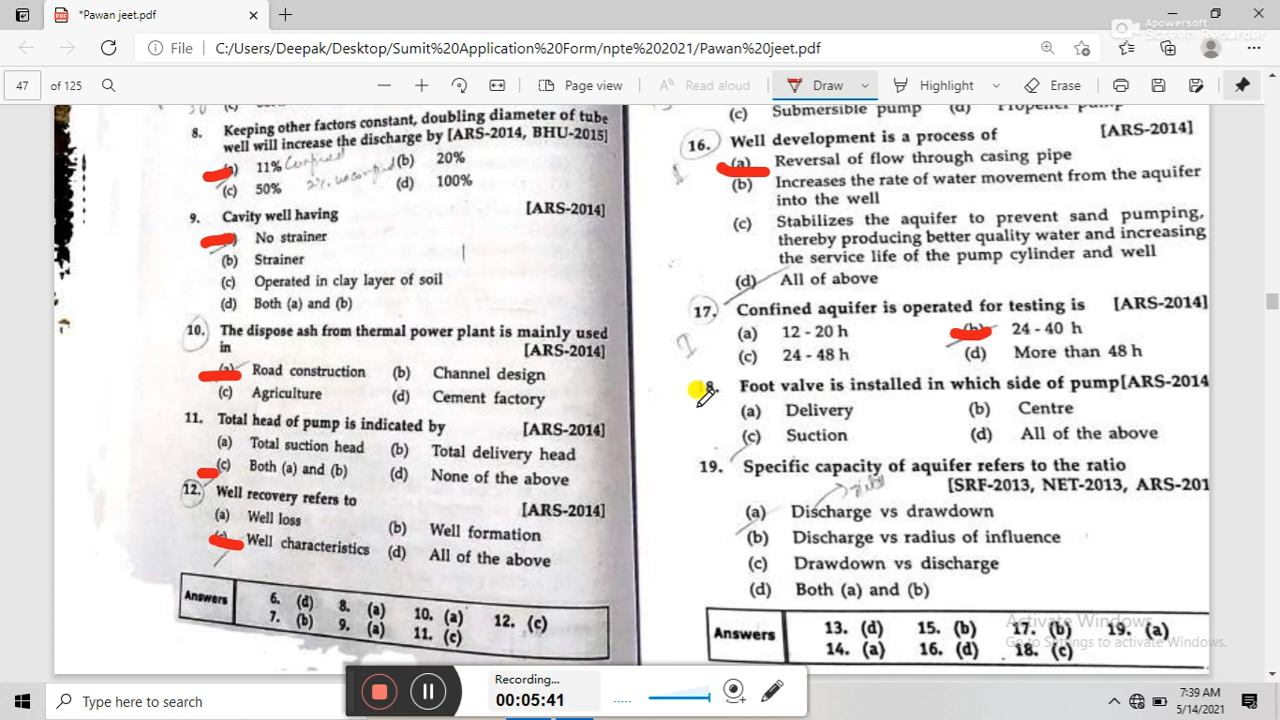 *Pawan jeet.pdf
Apowersoft
Screen Recorder
File C:/Users/Deepak/Desktop/Sumit%20Application%20Form/npte%202021/Pawan%20jeet.pdf
47 of 125
Page view
Read aloud
Draw
Highlight
Erase
8. Keeping other factors constant, doubling diameter of tube
well will increase the discharge by [ARS-2014, BHU-2015]
11% confined (b) 20%
(c) 50% 2% unconfined (d) 100%
9. Cavity well having [ARS-2014]
No strainer
(b) Strainer
(c) Operated in clay layer of soil
(d) Both (a) and (b)
10. The dispose ash from thermal power plant is mainly used
in [ARS-2014]
(a) Road construction (b) Channel design
(c) Agriculture (d) Cement factory
11. Total head of pump is indicated by [ARS-2014]
(a) Total suction head (b) Total delivery head
(c) Both (a) and (b) (d) None of the above
12. Well recovery refers to [ARS-2014]
(a) Well loss (b) Well formation
(c) Well characteristics (d) All of the above
Answers 6. (d) 8. (a) 10. (a) 12. (c)
7. (b) 9. (a) 11. (c)
(c) Submersible pump (d) Propeller pump
16. Well development is a process of [ARS-2014]
(a) Reversal of flow through casing pipe
(b) Increases the rate of water movement from the aquifer
into the well
(c) Stabilizes the aquifer to prevent sand pumping,
thereby producing better quality water and increasing
the service life of the pump cylinder and well
(d) All of above
17. Confined aquifer is operated for testing is [ARS-2014]
(a) 12 - 20 h (b) 24 - 40 h
(c) 24 - 48 h (d) More than 48 h
18. Foot valve is installed in which side of pump[ARS-2014
(a) Delivery (b) Centre
(c) Suction (d) All of the above
19. Specific capacity of aquifer refers to the ratio
[SRF-2013, NET-2013, ARS-201
yield
(a) Discharge vs drawdown
(b) Discharge vs radius of influence
(c) Drawdown vs discharge
(d) Both (a) and (b)
Answers 13. (d) 15. (b) 17. (b) 19. (a)
14. (a) 16. (d) 18. (c)
Activate Windows
Go to Settings to activate Windows.
Recording...
00:05:41
Type here to search
7:39 AM
5/14/2021